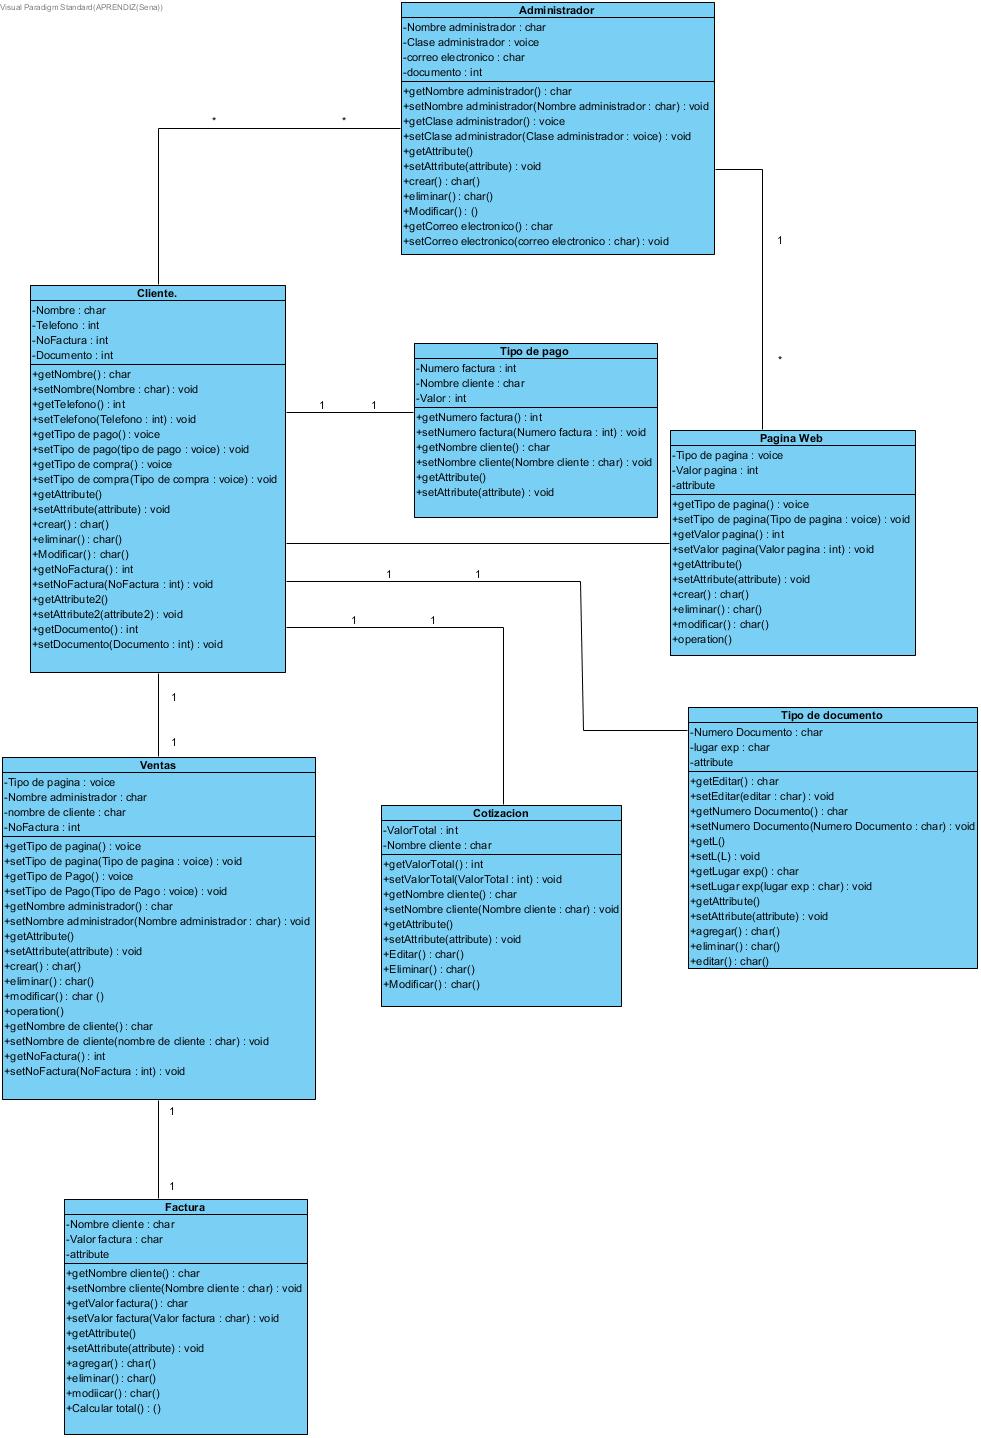 Visual Paradigm Standard(APRENDIZ(Sena))
Administrador
-Nombre administrador : char
-Clase administrador : voice
-correo electronico : char
-documento : int
+getNombre administrador() : char
+setNombre administrador(Nombre administrador : char) : void
+getClase administrador() : voice
+setClase administrador(Clase administrador : voice) : void
+getAttribute()
+setAttribute(attribute) : void
+crear() : char()
+eliminar() : char()
+Modificar() : ()
+getCorreo electronico() : char
+setCorreo electronico(correo electronico : char) : void
*
*
1
*
Cliente.
-Nombre : char
-Telefono : int
-NoFactura : int
-Documento : int
+getNombre() : char
+setNombre(Nombre : char) : void
+getTelefono() : int
+setTelefono(Telefono : int) : void
+getTipo de pago() : voice
+setTipo de pago(tipo de pago : voice) : void
+getTipo de compra() : voice
+setTipo de compra(Tipo de compra : voice) : void
+getAttribute()
+setAttribute(attribute) : void
+crear() : char()
+eliminar() : char()
+Modificar() : char()
+getNoFactura() : int
+setNoFactura(NoFactura : int) : void
+getAttribute2()
+setAttribute2(attribute2) : void
+getDocumento() : int
+setDocumento(Documento : int) : void
1
1
Tipo de pago
-Numero factura : int
-Nombre cliente : char
-Valor : int
+getNumero factura() : int
+setNumero factura(Numero factura : int) : void
+getNombre cliente() : char
+setNombre cliente(Nombre cliente : char) : void
+getAttribute()
+setAttribute(attribute) : void
Pagina Web
-Tipo de pagina : voice
-Valor pagina : int
-attribute
+getTipo de pagina() : voice
+setTipo de pagina(Tipo de pagina : voice) : void
+getValor pagina() : int
+setValor pagina(Valor pagina : int) : void
+getAttribute()
+setAttribute(attribute) : void
+crear() : char()
+eliminar() : char()
+modificar() : char()
+operation()
1
1
1
1
1
1
Tipo de documento
-Numero Documento : char
-lugar exp : char
-attribute
+getEditar() : char
+setEditar(editar : char) : void
+getNumero Documento() : char
+setNumero Documento(Numero Documento : char) : void
+getL()
+setL(L) : void
+getLugar exp() : char
+setLugar exp(lugar exp : char) : void
+getAttribute()
+setAttribute(attribute) : void
+agregar() : char()
+eliminar() : char()
+editar() : char()
Ventas
-Tipo de pagina : voice
-Nombre administrador : char
-nombre de cliente : char
-NoFactura : int
+getTipo de pagina() : voice
+setTipo de pagina(Tipo de pagina : voice) : void
+getTipo de Pago() : voice
+setTipo de Pago(Tipo de Pago : voice) : void
+getNombre administrador() : char
+setNombre administrador(Nombre administrador : char) : void
+getAttribute()
+setAttribute(attribute) : void
+crear() : char()
+eliminar() : char()
+modificar() : char ()
+operation()
+getNombre de cliente() : char
+setNombre de cliente(nombre de cliente : char) : void
+getNoFactura() : int
+setNoFactura(NoFactura : int) : void
Cotizacion
-ValorTotal : int
-Nombre cliente : char
+getValorTotal() : int
+setValorTotal(ValorTotal : int) : void
+getNombre cliente() : char
+setNombre cliente(Nombre cliente : char) : void
+getAttribute()
+setAttribute(attribute) : void
+Editar() : char()
+Eliminar() : char()
+Modificar() : char()
1
1
Factura
-Nombre cliente : char
-Valor factura : char
-attribute
+getNombre cliente() : char
+setNombre cliente(Nombre cliente : char) : void
+getValor factura() : char
+setValor factura(Valor factura : char) : void
+getAttribute()
+setAttribute(attribute) : void
+agregar() : char()
+eliminar() : char()
+modiicar() : char()
+Calcular total() : ()